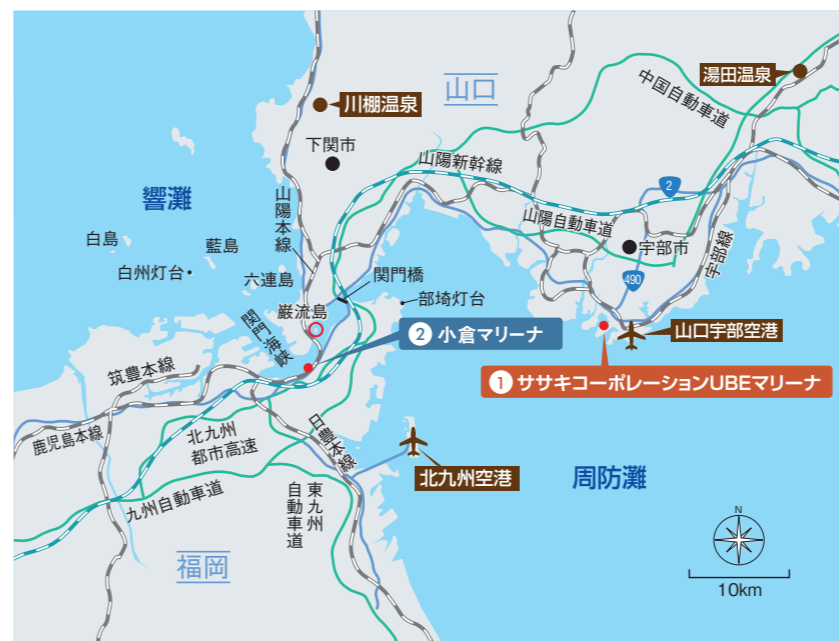 湯田温泉
川棚温泉
山口
中国自動車道
下関市
山陽新幹線
響灘
2
山陽本線
山陽自動車道
白島
藍島
宇部市
宇部線
白州灯台
六連島
関門橋
490
部埼灯台
巌流島
関門海峡
2 小倉マリーナ
山口宇部空港
筑豊本線
1 ササキコーポレーションUBEマリーナ
鹿児島本線
北九州
都市高速
日豊本線
北九州空港
周防灘
九州自動車道
東九州
自動車道
福岡
N
10km